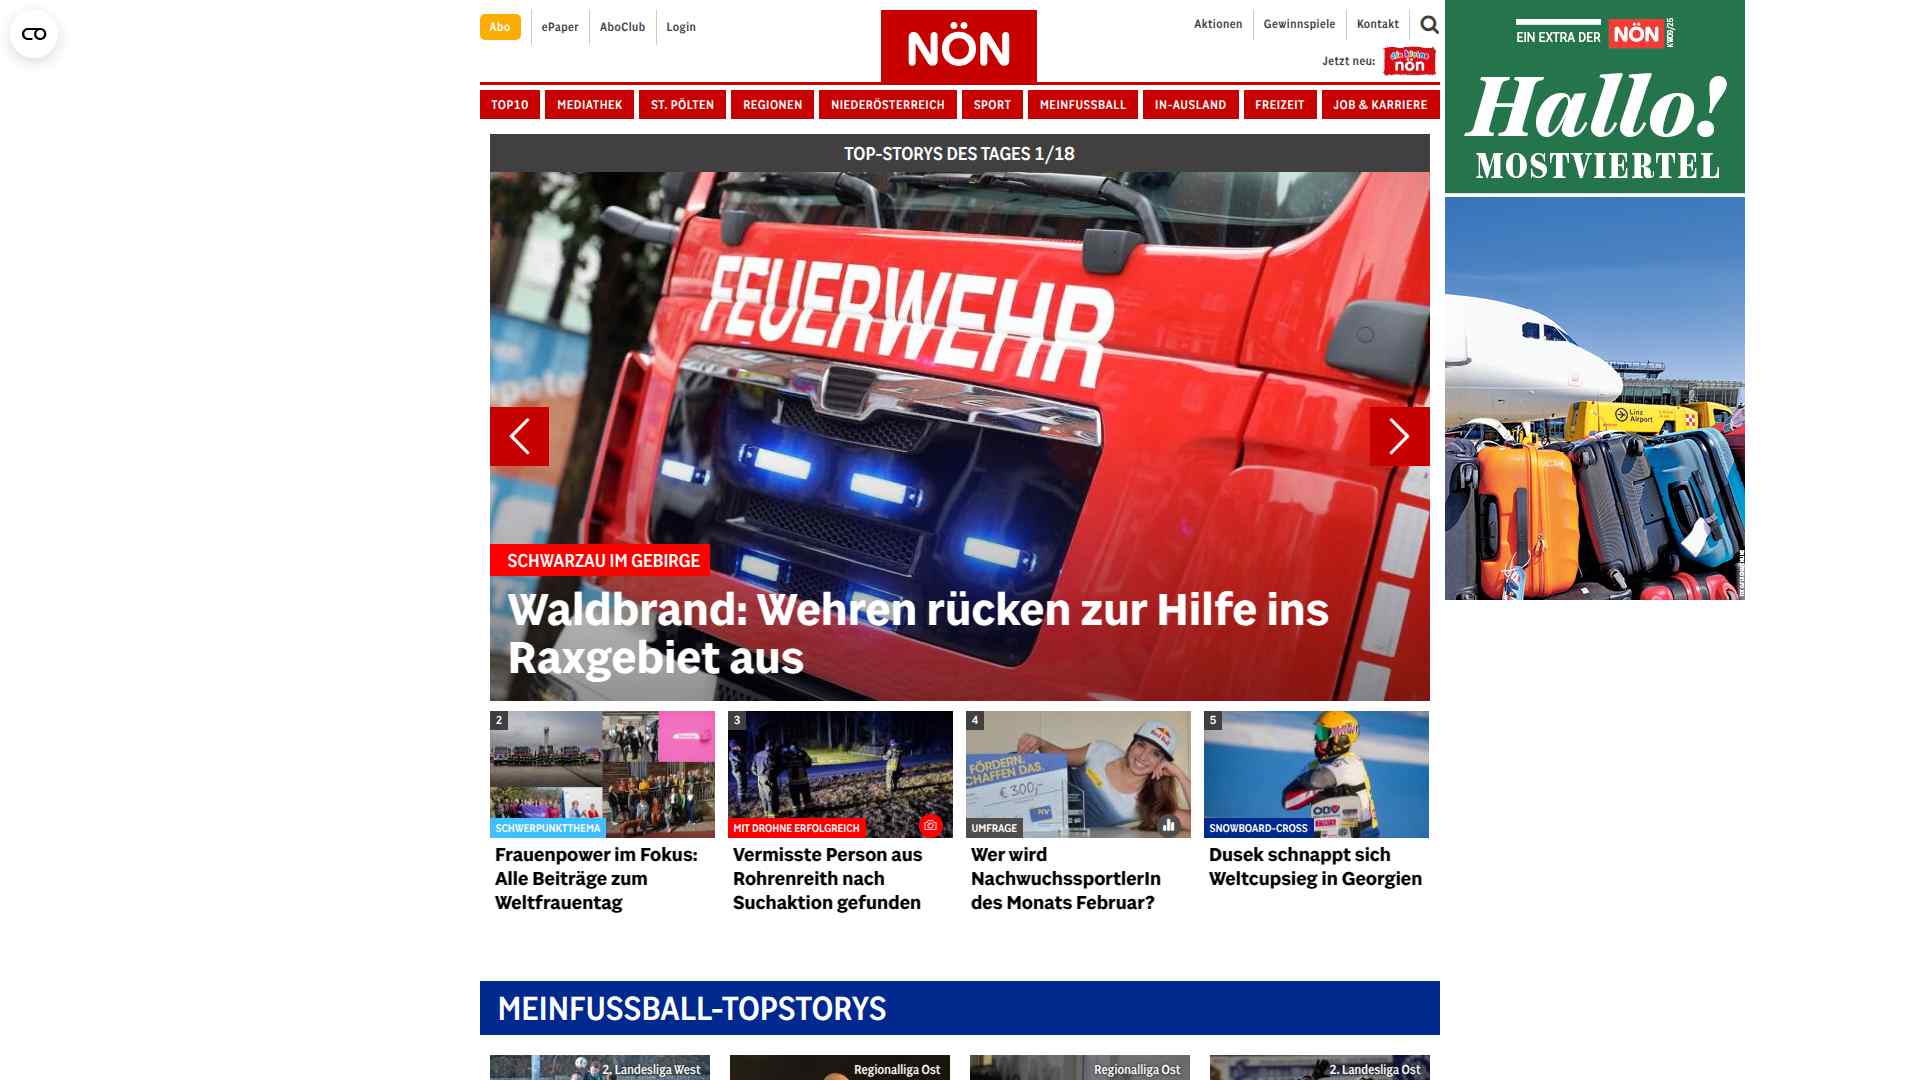 Abo
ePaper
AboClub
Login
NÖN
Aktionen
Gewinnspiele
Kontakt
Jetzt neu:
die kleine
nön
TOP10
MEDIATHEK
ST. PÖLTEN
REGIONEN
NIEDERÖSTERREICH
SPORT
MEINFUSSBALL
IN-AUSLAND
FREIZEIT
JOB & KARRIERE
EIN EXTRA DER NÖN
Hallo!
MOSTVIERTEL
Linz
Airport
TOP-STORYS DES TAGES 1/18
FEUERWEHR
SCHWARZAU IM GEBIRGE
Waldbrand: Wehren rücken zur Hilfe ins
Raxgebiet aus
2
SCHWERPUNKTTHEMA
Frauenpower im Fokus:
Alle Beiträge zum
Weltfrauentag
3
MIT DROHNE ERFOLGREICH
Vermisste Person aus
Rohrenreith nach
Suchaktion gefunden
4
FÖRDERN.
SCHAFFEN DAS.
€ 300,-
UMFRAGE
Wer wird
NachwuchssportlerIn
des Monats Februar?
5
SNOWBOARD-CROSS
Dusek schnappt sich
Weltcupsieg in Georgien
MEINFUSSBALL-TOPSTORYS
2. Landesliga West
Regionalliga Ost
Regionalliga Ost
2. Landesliga Ost